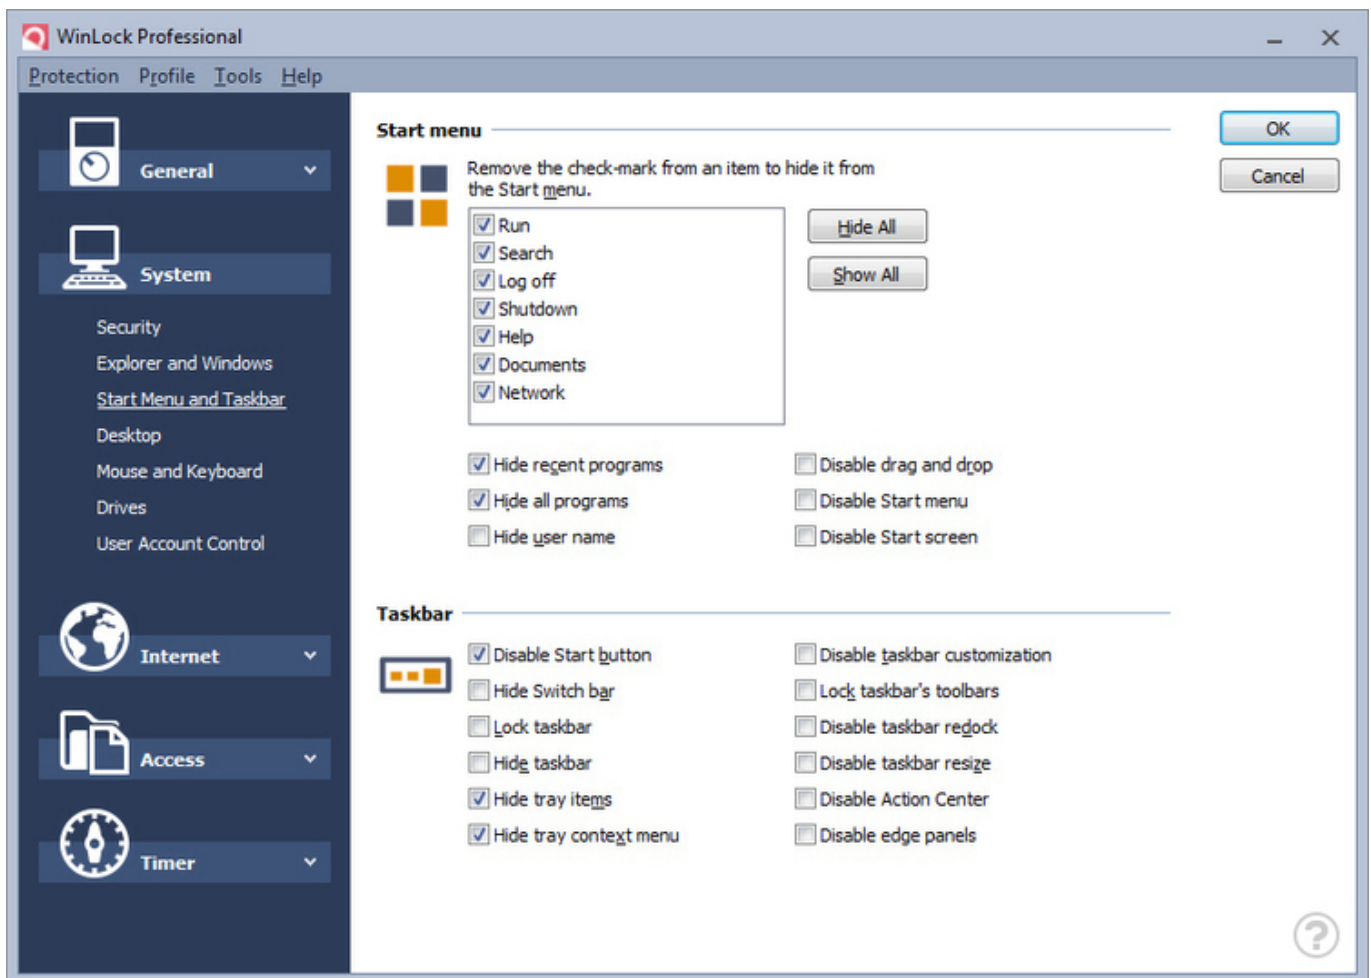 WinLock Professional
Protection Profile Tools Help
General
System
Security
Explorer and Windows
Start Menu and Taskbar
Desktop
Mouse and Keyboard
Drives
User Account Control
Internet
Access
Timer
Start menu
Remove the check-mark from an item to hide it from
the Start menu.
Run
Search
Log off
Shutdown
Help
Documents
Network
Hide All
Show All
OK
Cancel
Hide recent programs
Hide all programs
Hide user name
Disable drag and drop
Disable Start menu
Disable Start screen
Taskbar
Disable Start button
Hide Switch bar
Lock taskbar
Hide taskbar
Hide tray items
Hide tray context menu
Disable taskbar customization
Lock taskbar's toolbars
Disable taskbar redock
Disable taskbar resize
Disable Action Center
Disable edge panels
?